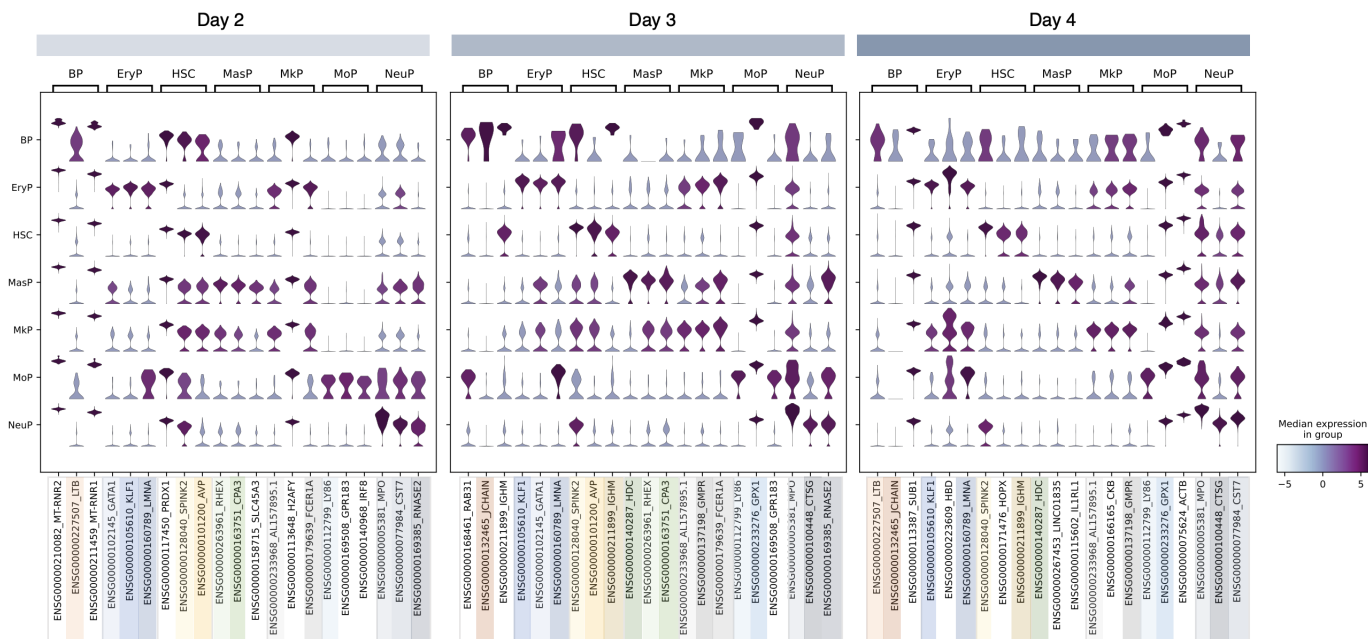 Day 2
Day 3
Day 4
BP EryP HSC MasP MkP MoP NeuP
BP EryP HSC MasP MkP MoP NeuP
BP EryP HSC MasP MkP MoP NeuP
BP
EryP
HSC
MasP
MkP
MoP
NeuP
Median expression
in group
−5 0 5
ENSG00000210082_MT-RNR2
ENSG00000227507_LTB
ENSG00000211459_MT-RNR1
ENSG00000102145_GATA1
ENSG00000105610_KLF1
ENSG00000160789_LMNA
ENSG00000117450_PRDX1
ENSG00000128040_SPINK2
ENSG00000101200_AVP
ENSG00000263961_RHEX
ENSG00000163751_CPA3
ENSG00000158715_SLC45A3
ENSG00000233968_AL157895.1
ENSG00000113648_H2AFY
ENSG00000179639_FCER1A
ENSG00000112799_LY86
ENSG00000169508_GPR183
ENSG00000140968_IRF8
ENSG00000005381_MPO
ENSG00000077984_CST7
ENSG00000169385_RNASE2
ENSG00000168461_RAB31
ENSG00000132465_JCHAIN
ENSG00000211899_IGHM
ENSG00000105610_KLF1
ENSG00000102145_GATA1
ENSG00000160789_LMNA
ENSG00000128040_SPINK2
ENSG00000101200_AVP
ENSG00000211899_IGHM
ENSG00000140287_HDC
ENSG00000263961_RHEX
ENSG00000163751_CPA3
ENSG00000233968_AL157895.1
ENSG00000137198_GMPR
ENSG00000179639_FCER1A
ENSG00000112799_LY86
ENSG00000233276_GPX1
ENSG00000169508_GPR183
ENSG00000005381_MPO
ENSG00000100448_CTSG
ENSG00000169385_RNASE2
ENSG00000227507_LTB
ENSG00000132465_JCHAIN
ENSG00000113387_SUB1
ENSG00000105610_KLF1
ENSG00000223609_HBD
ENSG00000160789_LMNA
ENSG00000128040_SPINK2
ENSG00000171476_HOPX
ENSG00000211899_IGHM
ENSG00000140287_HDC
ENSG00000267453_LINC01835
ENSG00000115602_IL1RL1
ENSG00000233968_AL157895.1
ENSG00000166165_CKB
ENSG00000137198_GMPR
ENSG00000112799_LY86
ENSG00000233276_GPX1
ENSG00000075624_ACTB
ENSG00000005381_MPO
ENSG00000100448_CTSG
ENSG00000077984_CST7